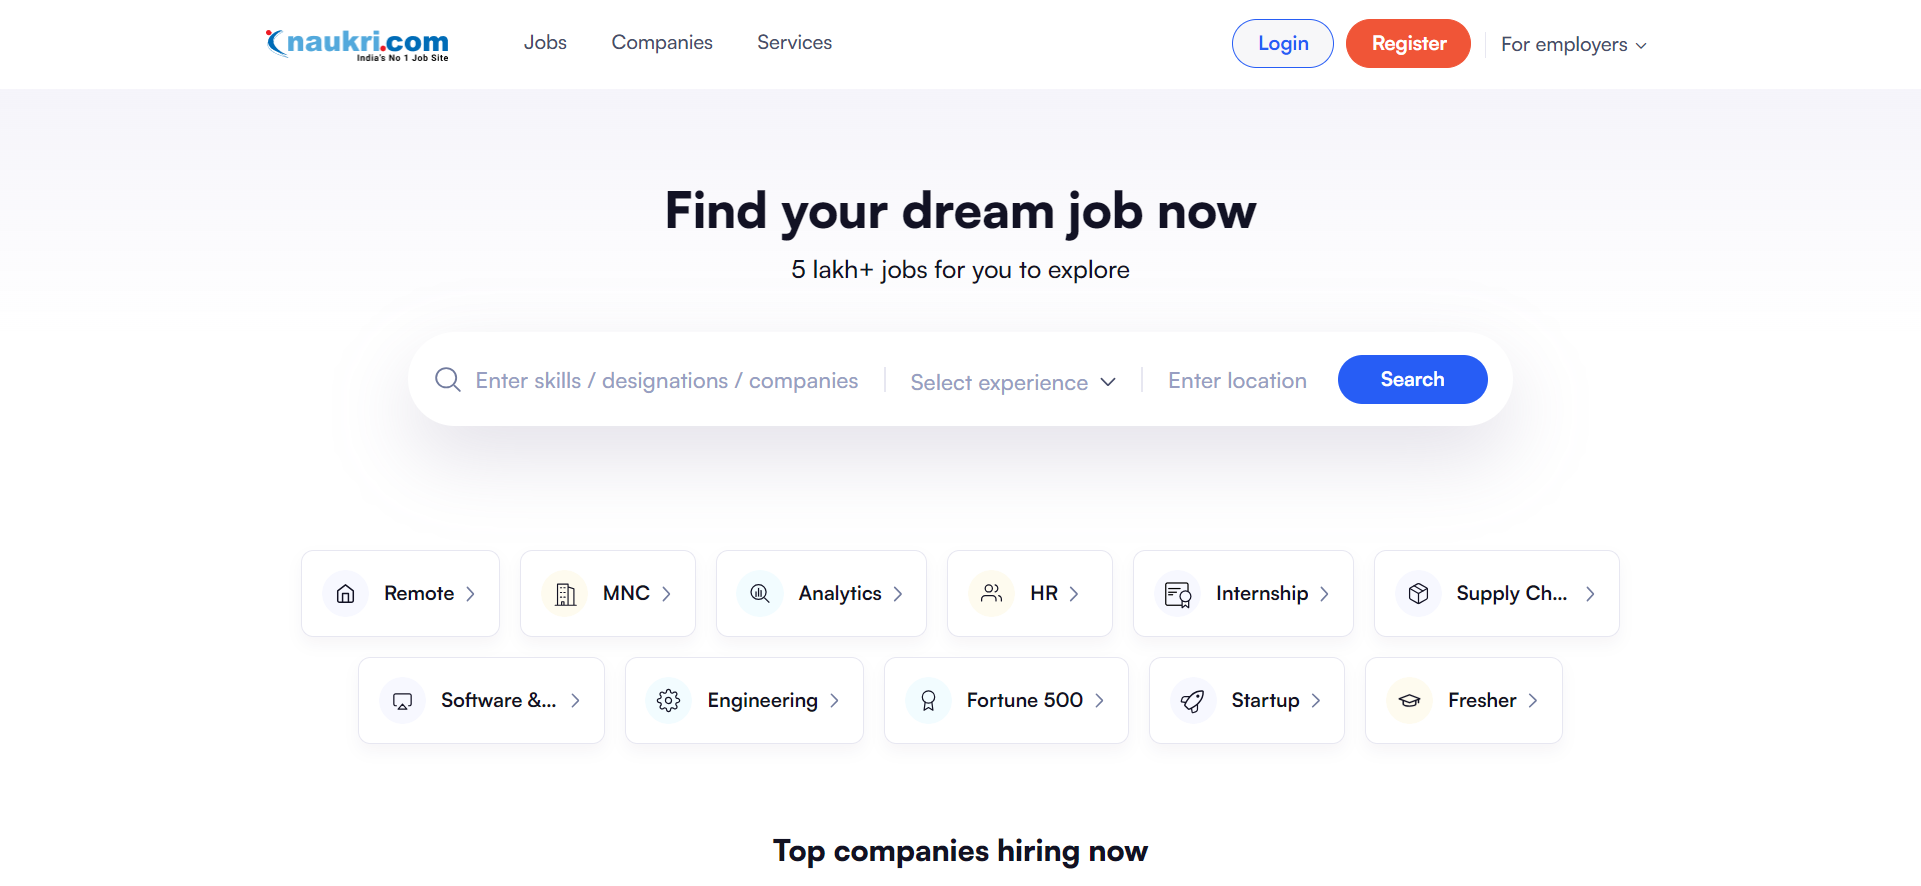 naukri.com
India's No 1 Job Site
Jobs Companies Services
Login Register For employers
Find your dream job now
5 lakh+ jobs for you to explore
Enter skills / designations / companies Select experience Enter location Search
Remote MNC Analytics HR Internship Supply Ch...
Software &... Engineering Fortune 500 Startup Fresher
Top companies hiring now